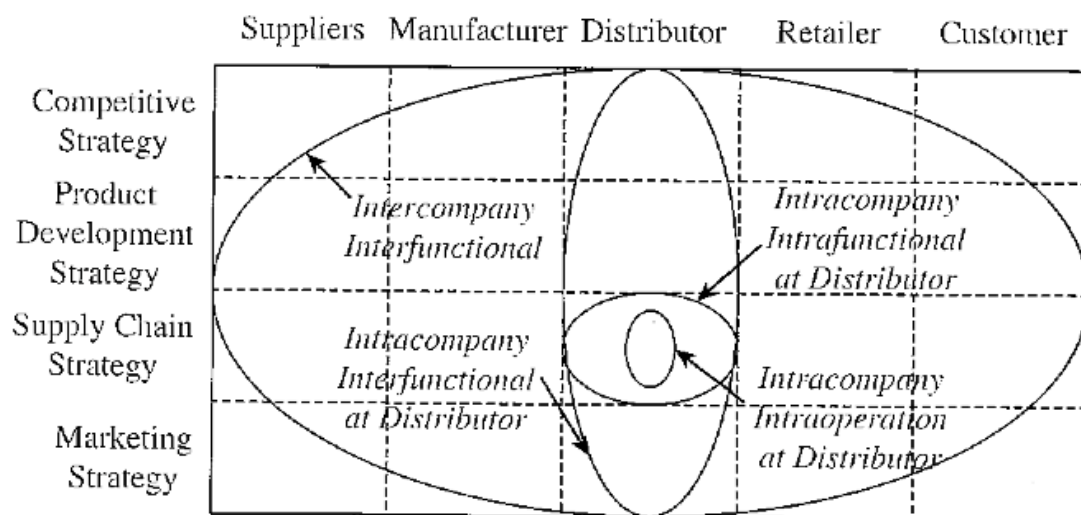 Suppliers Manufacturer Distributor Retailer Customer
Competitive
Strategy
Product
Development
Strategy
Supply Chain
Strategy
Marketing
Strategy
Intercompany
Interfunctional
Intracompany
Intrafunctional
at Distributor
Intracompany
Interfunctional
at Distributor
Intracompany
Intraoperation
at Distributor